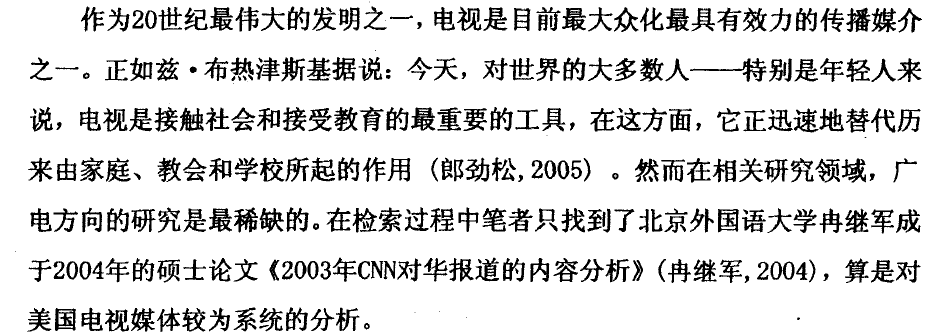 作为20世纪最伟大的发明之一，电视是目前最大众化最具有效力的传播媒介
之一。正如兹·布热津斯基据说：今天，对世界的大多数人——特别是年轻人来
说，电视是接触社会和接受教育的最重要的工具，在这方面，它正迅速地替代历
来由家庭、教会和学校所起的作用（郎劲松,2005）。然而在相关研究领域，广
电方向的研究是最稀缺的。在检索过程中笔者只找到了北京外国语大学冉继军成
于2004年的硕士论文《2003年CNN对华报道的内容分析》（冉继军,2004），算是对
美国电视媒体较为系统的分析。